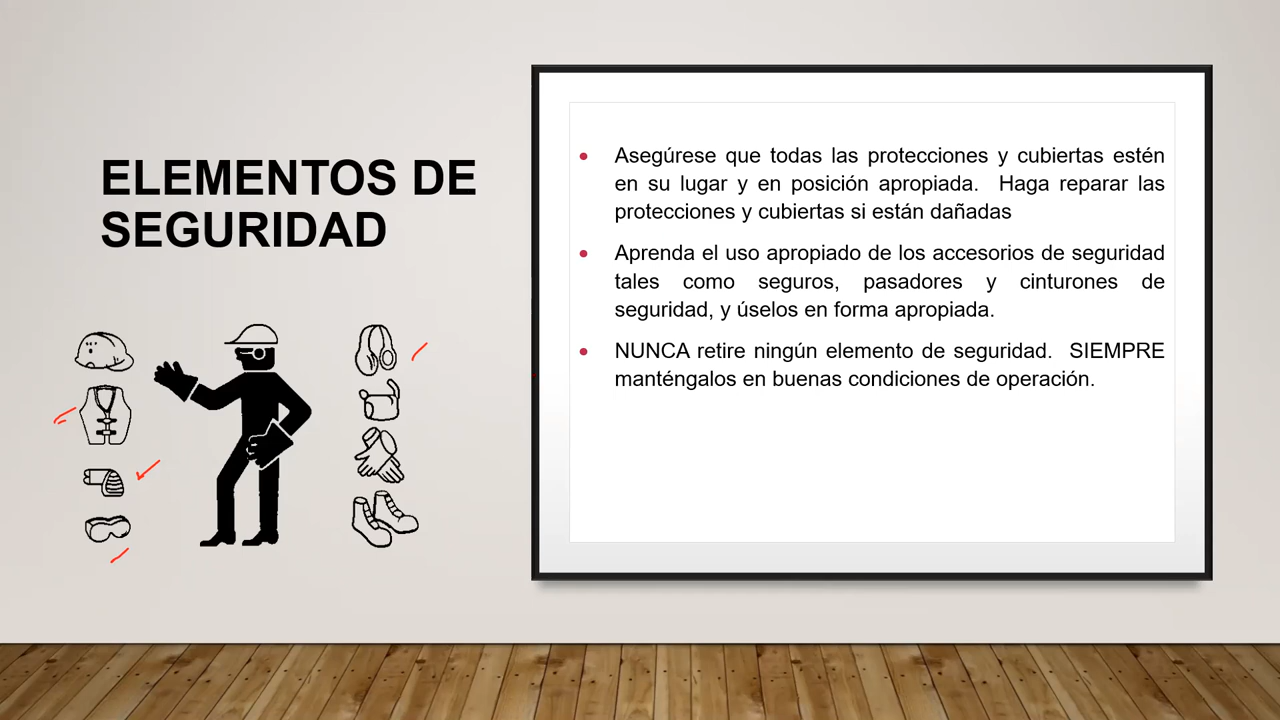 ELEMENTOS DE
SEGURIDAD
Asegúrese que todas las protecciones y cubiertas estén
en su lugar y en posición apropiada. Haga reparar las
protecciones y cubiertas si están dañadas
Aprenda el uso apropiado de los accesorios de seguridad
tales como seguros, pasadores y cinturones de
seguridad, y úselos en forma apropiada.
NUNCA retire ningún elemento de seguridad. SIEMPRE
manténgalos en buenas condiciones de operación.